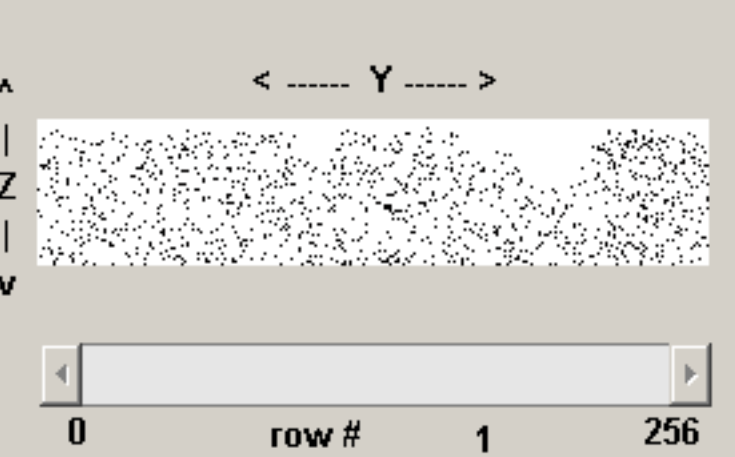 < ------ Y ------ >
^
|
Z
|
v
0 row # 1 256